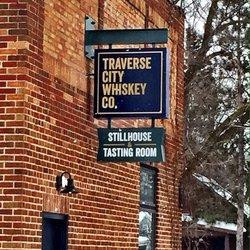 TRAVERSE
CITY
WHISKEY
CO.
STILLHOUSE
&
TASTING ROOM